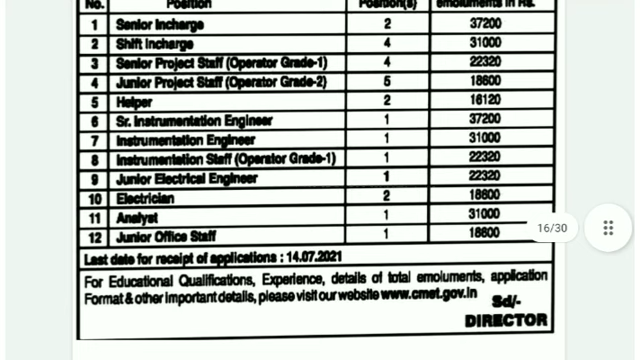 No. Position Position(s) emoluments in Rs.
1 Senior Incharge 2 37200
2 Shift Incharge 4 31000
3 Senior Project Staff (Operator Grade-1) 4 22320
4 Junior Project Staff (Operator Grade-2) 5 18600
5 Helper 2 16120
6 Sr. Instrumentation Engineer 1 37200
7 Instrumentation Engineer 1 31000
8 Instrumentation Staff (Operator Grade-1) 1 22320
9 Junior Electrical Engineer 1 22320
10 Electrician 2 18600
11 Analyst 1 31000
12 Junior Office Staff 1 18600
16/30
Last date for receipt of applications : 14.07.2021
For Educational Qualifications, Experience, details of total emoluments, application
Format & other important details, please visit our website www.cmet.gov.in
Sd/-
DIRECTOR